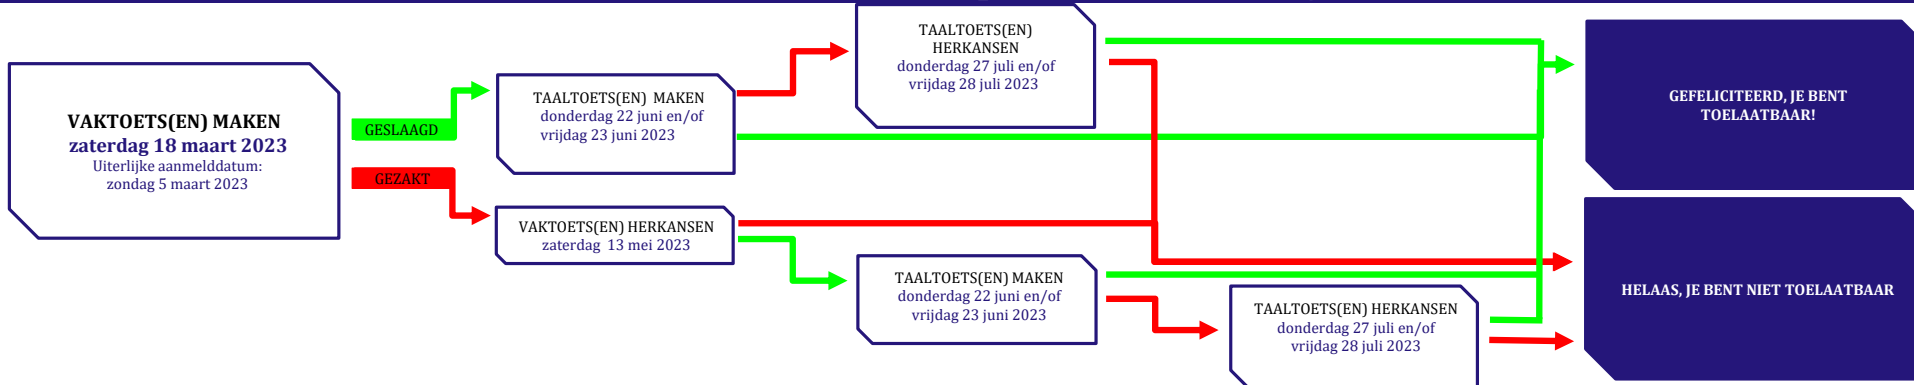 VAKTOETS(EN) MAKEN
zaterdag 18 maart 2023
Uiterlijke aanmelddatum:
zondag 5 maart 2023
GESLAAGD
GEZAKT
TAALTOETS(EN) MAKEN
donderdag 22 juni en/of
vrijdag 23 juni 2023
VAKTOETS(EN) HERKANSEN
zaterdag 13 mei 2023
TAALTOETS(EN)
HERKANSEN
donderdag 27 juli en/of
vrijdag 28 juli 2023
TAALTOETS(EN) MAKEN
donderdag 22 juni en/of
vrijdag 23 juni 2023
TAALTOETS(EN) HERKANSEN
donderdag 27 juli en/of
vrijdag 28 juli 2023
GEFELICITEERD, JE BENT
TOELAATBAAR!
HELAAS, JE BENT NIET TOELAATBAAR